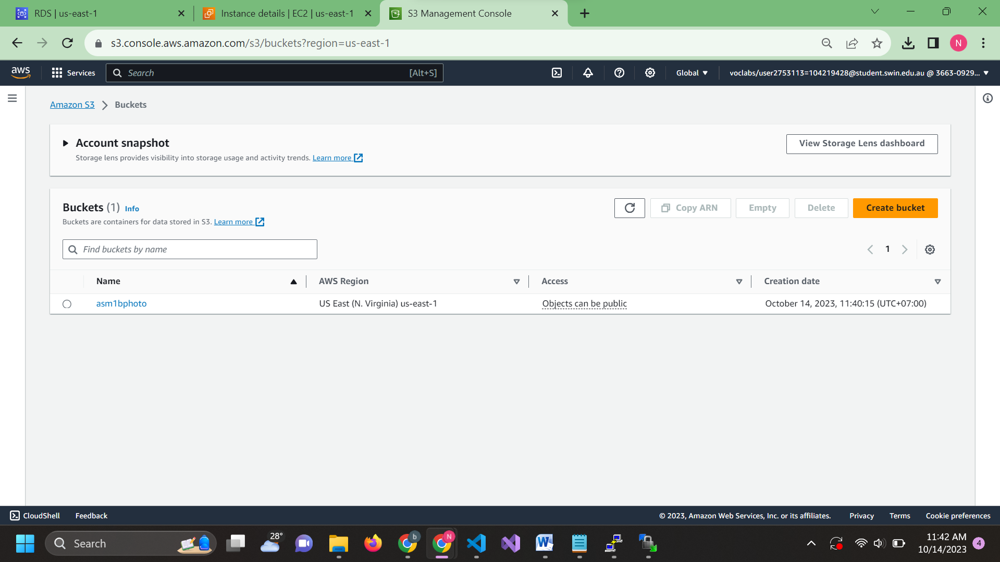 RDS | us-east-1
Instance details | EC2 | us-east-1
S3 Management Console
s3.console.aws.amazon.com/s3/buckets?region=us-east-1
N
aws
Services
Search
[Alt+S]
Global
voclabs/user2753113=104219428@student.swin.edu.au @ 3663-0929...
Amazon S3
Buckets
Account snapshot
View Storage Lens dashboard
Storage lens provides visibility into storage usage and activity trends. Learn more
Buckets (1) Info
Copy ARN
Empty
Delete
Create bucket
Buckets are containers for data stored in S3. Learn more
Find buckets by name
1
Name
AWS Region
Access
Creation date
asm1bphoto
US East (N. Virginia) us-east-1
Objects can be public
October 14, 2023, 11:40:15 (UTC+07:00)
CloudShell
Feedback
© 2023, Amazon Web Services, Inc. or its affiliates.
Privacy
Terms
Cookie preferences
Search
28°
b
N
W
11:42 AM
10/14/2023
4